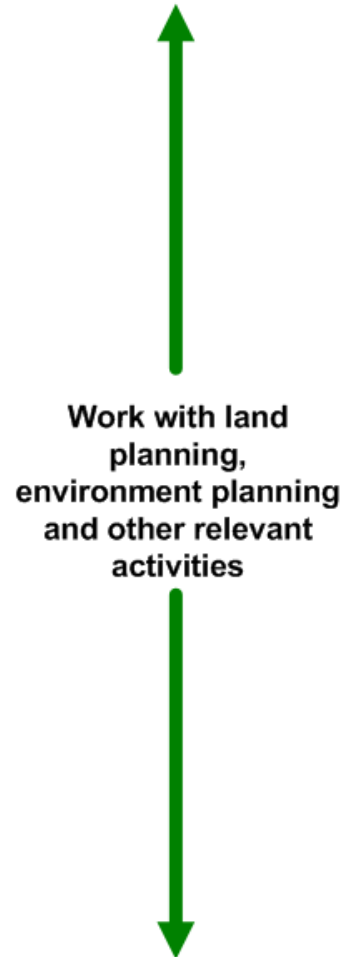 Work with land
planning,
environment planning
and other relevant
activities